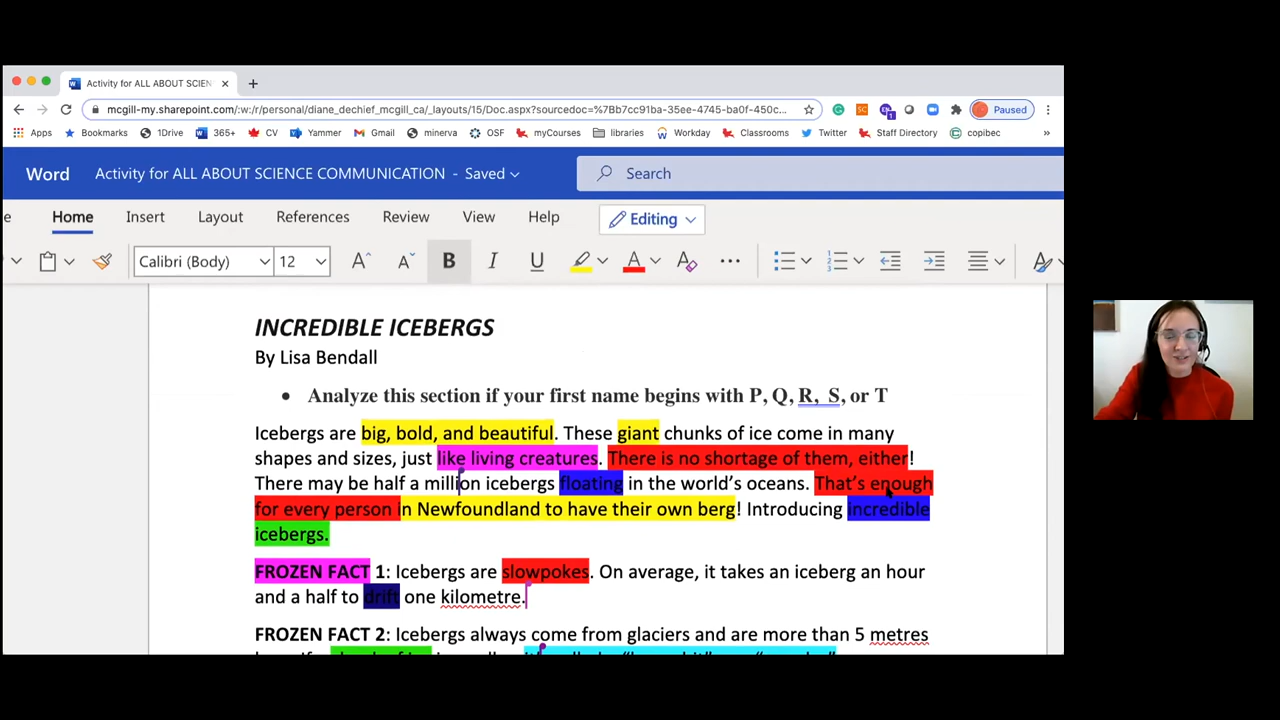 Activity for ALL ABOUT SCIEN
mcgill-my.sharepoint.com/:w:/r/personal/diane_dechief_mcgill_ca/_layouts/15/Doc.aspx?sourcedoc=%7Bb7cc91ba-35ee-4745-ba0f-450c... Paused
Apps Bookmarks 1Drive 365+ CV Yammer Gmail minerva OSF myCourses libraries Workday Classrooms Twitter Staff Directory copibec »
Word Activity for ALL ABOUT SCIENCE COMMUNICATION - Saved Search
e Home Insert Layout References Review View Help Editing
Calibri (Body) 12 B I U
INCREDIBLE ICEBERGS
By Lisa Bendall
• Analyze this section if your first name begins with P, Q, R, S, or T
Icebergs are big, bold, and beautiful. These giant chunks of ice come in many
shapes and sizes, just like living creatures. There is no shortage of them, either!
There may be half a million icebergs floating in the world's oceans. That's enough
for every person in Newfoundland to have their own berg! Introducing incredible
icebergs.
FROZEN FACT 1: Icebergs are slowpokes. On average, it takes an iceberg an hour
and a half to drift one kilometre.
FROZEN FACT 2: Icebergs always come from glaciers and are more than 5 metres